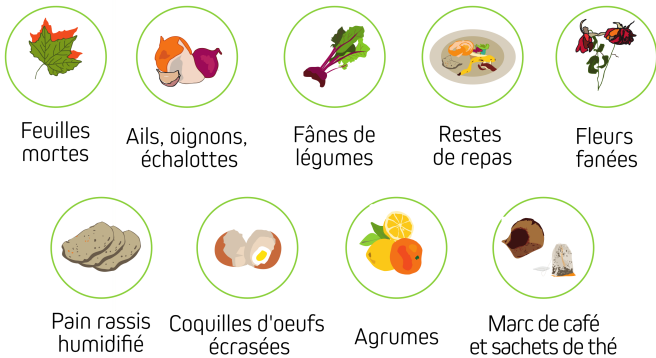 Feuilles
mortes
Ails, oignons,
échalottes
Fânes de
légumes
Restes
de repas
Fleurs
fanées
Pain rassis
humidifié
Coquilles d'oeufs
écrasées
Agrumes
Marc de café
et sachets de thé